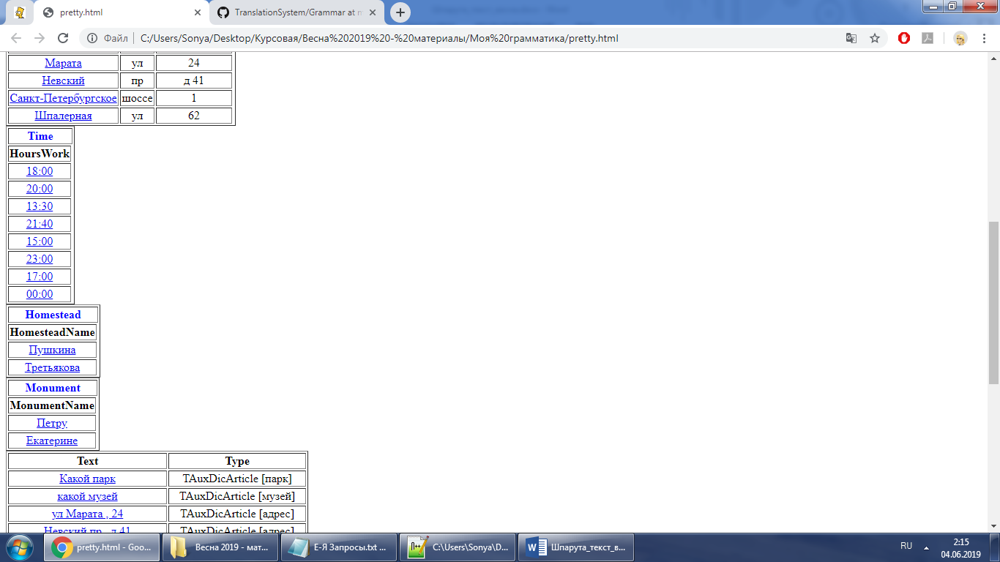 pretty.html
TranslationSystem/Grammar at m
Файл C:/Users/Sonya/Desktop/Курсовая/Весна%202019%20-%20материалы/Моя%20грамматика/pretty.html
Марата ул 24
Невский пр д 41
Санкт-Петербургское шоссе 1
Шпалерная ул 62
Time
HoursWork
18:00
20:00
13:30
21:40
15:00
23:00
17:00
00:00
Homestead
HomesteadName
Пушкина
Третьякова
Monument
MonumentName
Петру
Екатерине
Text Type
Какой парк TAuxDicArticle [парк]
какой музей TAuxDicArticle [музей]
ул Марата , 24 TAuxDicArticle [адрес]
Невский пр , д 41 TAuxDicArticle [адрес]
pretty.html - Goo... Весна 2019 - мат... Е-Я Запросы.txt ... C:\Users\Sonya\D... Шпарута_текст_в... RU 2:15
04.06.2019